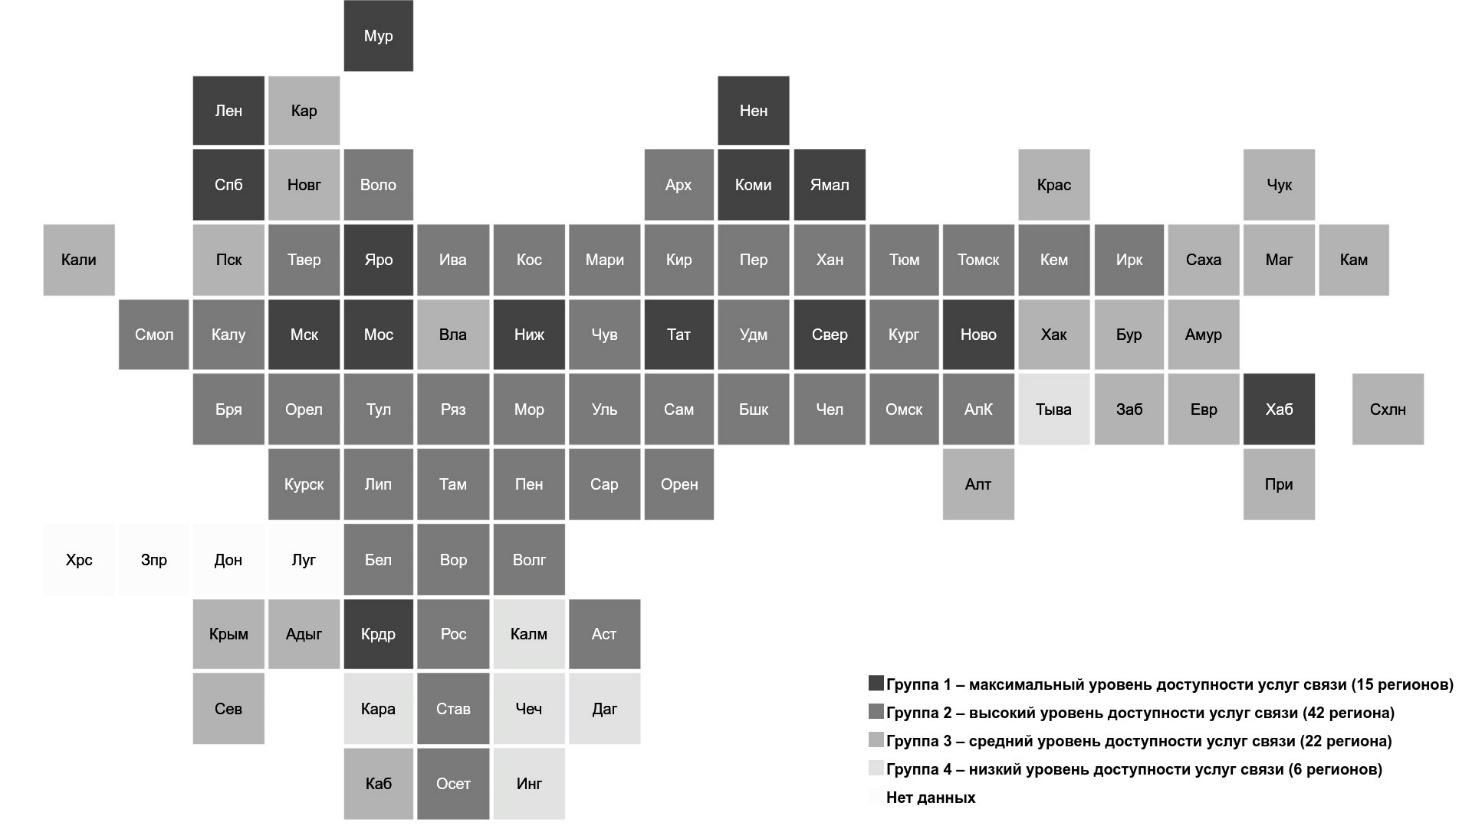 Мур
Лен Кар Нен
Спб Новг Воло Арх Коми Ямал Крас Чук
Кали Пск Твер Яро Ива Кос Мари Кир Пер Хан Тюм Томск Кем Ирк Саха Маг Кам
Смол Калу Мск Мос Вла Ниж Чув Тат Удм Свер Кург Ново Хак Бур Амур
Бря Орел Тул Ряз Мор Уль Сам Бшк Чел Омск АлК Тыва Заб Евр Хаб Схлн
Курск Лип Там Пен Сар Орен Алт При
Хрс Зпр Дон Луг Бел Вор Волг
Крым Адыг Крдр Рос Калм Аст
Сев Кара Став Чеч Даг
Каб Осет Инг
Группа 1 – максимальный уровень доступности услуг связи (15 регионов)
Группа 2 – высокий уровень доступности услуг связи (42 региона)
Группа 3 – средний уровень доступности услуг связи (22 региона)
Группа 4 – низкий уровень доступности услуг связи (6 регионов)
Нет данных